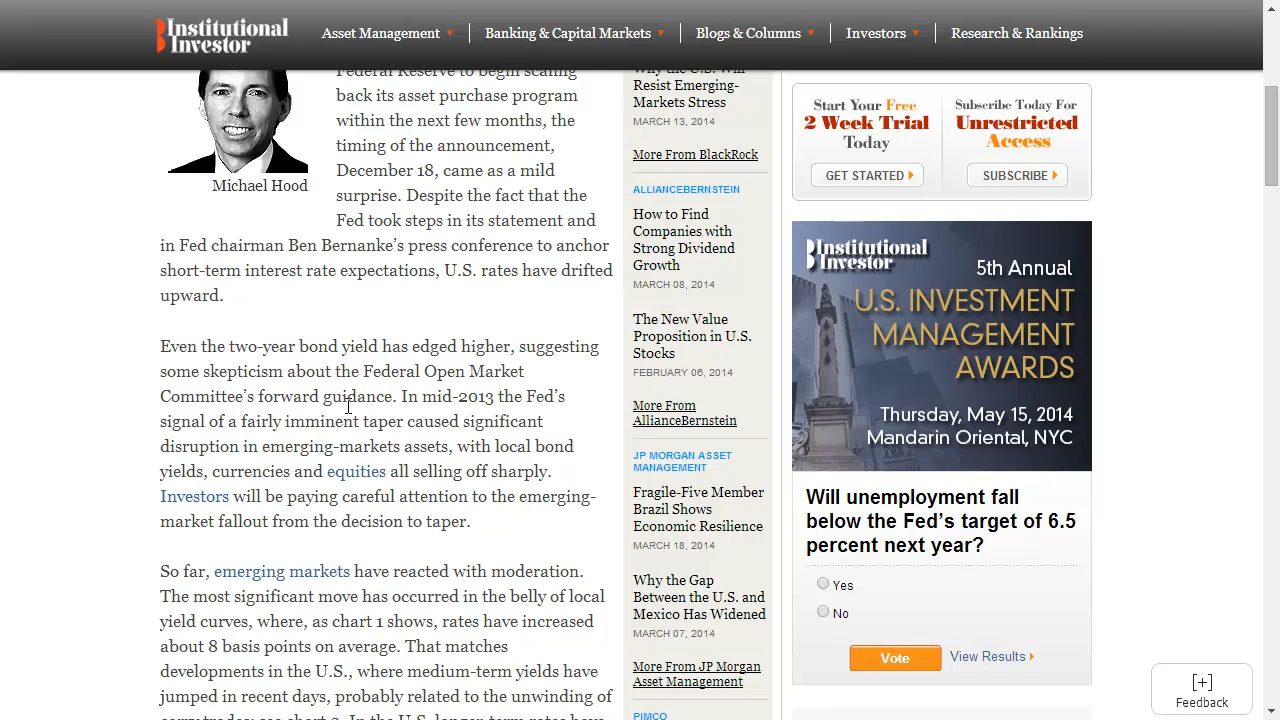 Institutional Investor
Asset Management
Banking & Capital Markets
Blogs & Columns
Investors
Research & Rankings
Michael Hood
Federal Reserve to begin scaling
back its asset purchase program
within the next few months, the
timing of the announcement,
December 18, came as a mild
surprise. Despite the fact that the
Fed took steps in its statement and
in Fed chairman Ben Bernanke’s press conference to anchor
short-term interest rate expectations, U.S. rates have drifted
upward.
Even the two-year bond yield has edged higher, suggesting
some skepticism about the Federal Open Market
Committee’s forward guidance. In mid-2013 the Fed’s
signal of a fairly imminent taper caused significant
disruption in emerging-markets assets, with local bond
yields, currencies and equities all selling off sharply.
Investors will be paying careful attention to the emerging-
market fallout from the decision to taper.
So far, emerging markets have reacted with moderation.
The most significant move has occurred in the belly of local
yield curves, where, as chart 1 shows, rates have increased
about 8 basis points on average. That matches
developments in the U.S., where medium-term yields have
jumped in recent days, probably related to the unwinding of
Why the U.S. Will
Resist Emerging-
Markets Stress
MARCH 13, 2014
More From BlackRock
ALLIANCEBERNSTEIN
How to Find
Companies with
Strong Dividend
Growth
MARCH 08, 2014
The New Value
Proposition in U.S.
Stocks
FEBRUARY 06, 2014
More From
AllianceBernstein
JP MORGAN ASSET
MANAGEMENT
Fragile-Five Member
Brazil Shows
Economic Resilience
MARCH 18, 2014
Why the Gap
Between the U.S. and
Mexico Has Widened
MARCH 07, 2014
More From JP Morgan
Asset Management
PIMCO
Start Your Free
2 Week Trial
Today
GET STARTED
Subscribe Today For
Unrestricted
Access
SUBSCRIBE
Institutional
Investor
5th Annual
U.S. INVESTMENT
MANAGEMENT
AWARDS
Thursday, May 15, 2014
Mandarin Oriental, NYC
Will unemployment fall
below the Fed’s target of 6.5
percent next year?
Yes
No
Vote
View Results
[+]
Feedback